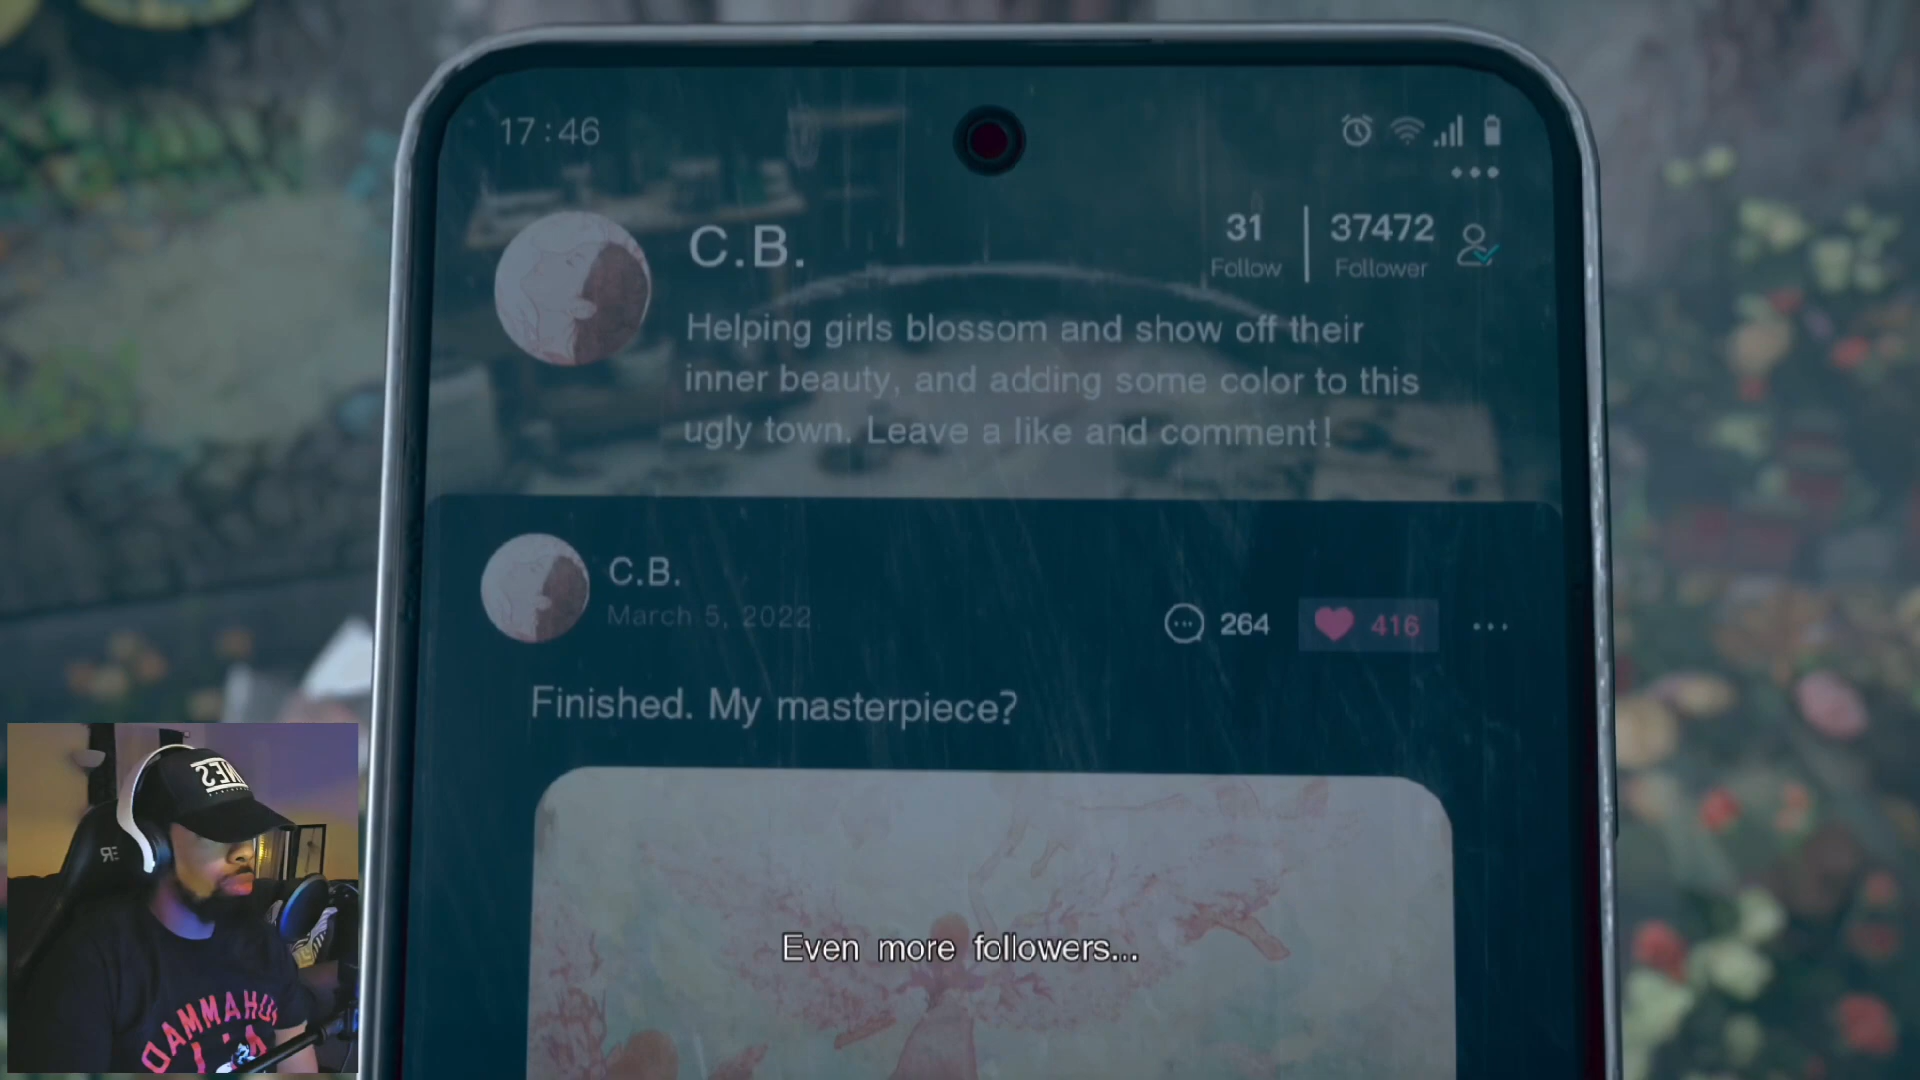 17:46
C.B.
31
Follow
37472
Follower
Helping girls blossom and show off their
inner beauty, and adding some color to this
ugly town. Leave a like and comment!
C.B.
March 5, 2022
264
416
Finished. My masterpiece?
Even more followers...